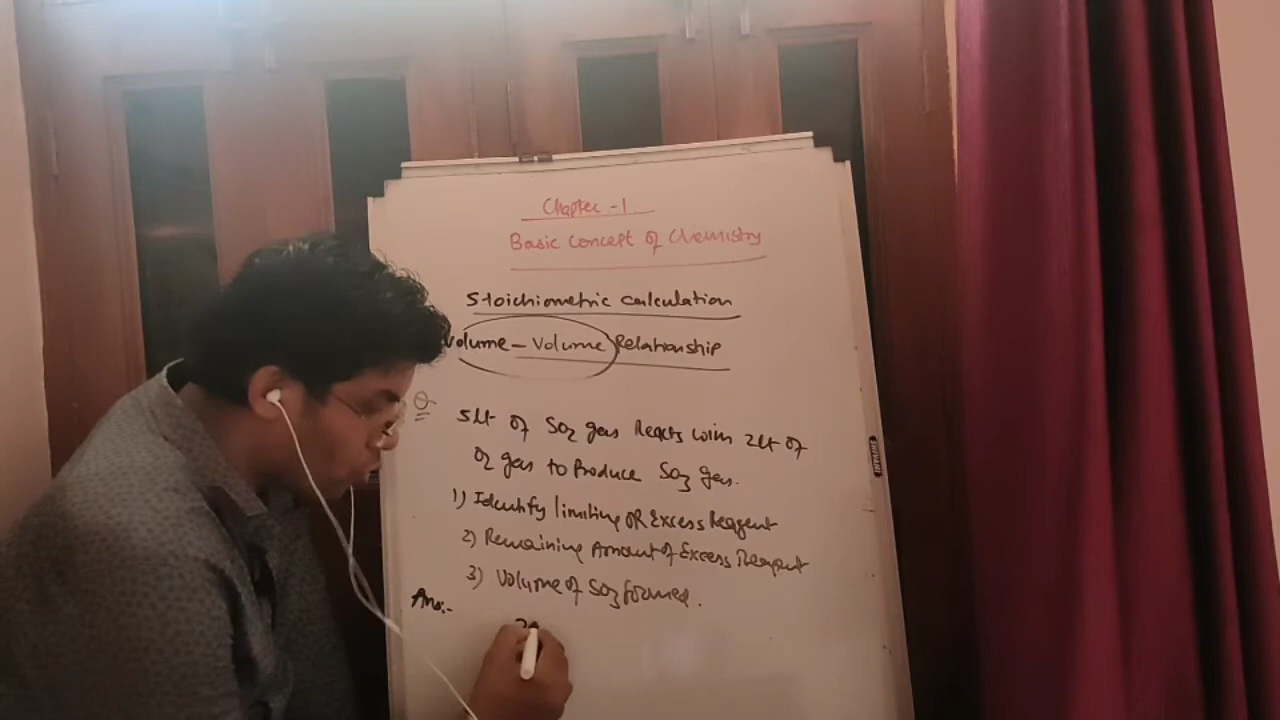 Chapter - 1
Basic Concept of Chemistry
Stoichiometric calculation
Volume - Volume Relationship
Q 5Lt of SO2 gas Reacts with 2Lt of
O2 gas to Produce SO3 gas.
1) Identify limiting OR Excess Reagent
2) Remaining Amount of Excess Reagent
3) Volume of SO3 formed.
Ans:-